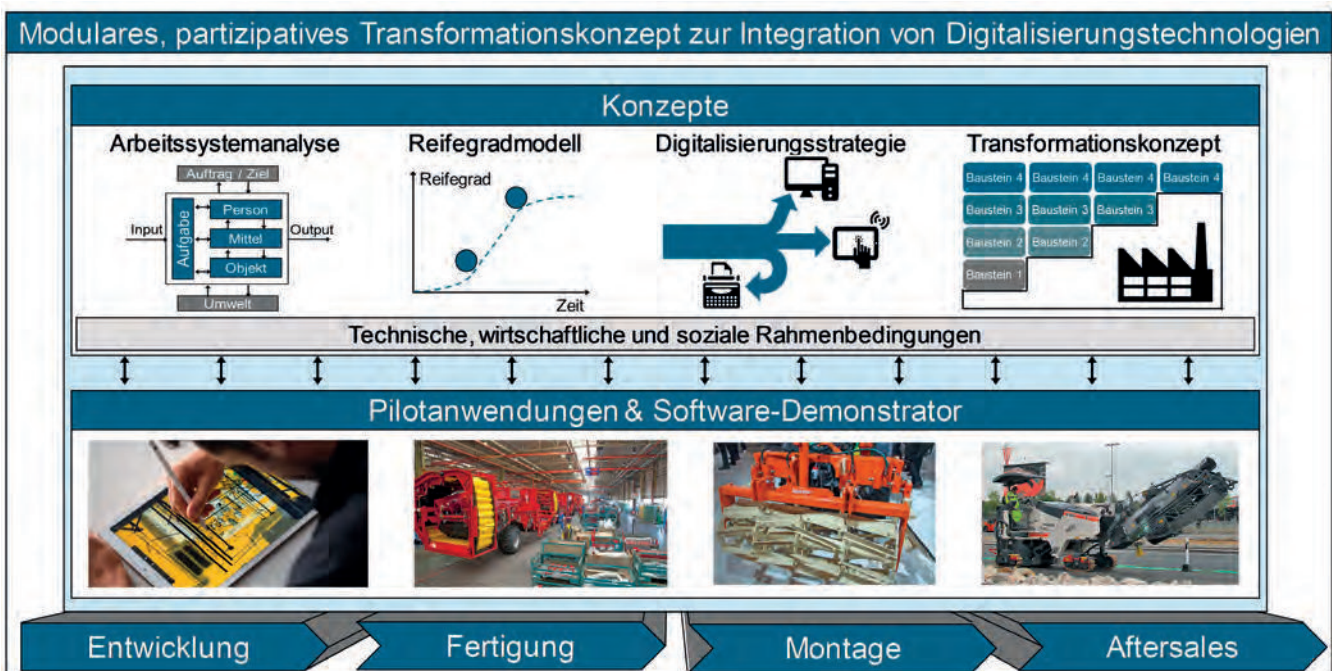 Modulares, partizipatives Transformationskonzept zur Integration von Digitalisierungstechnologien
Konzepte
Arbeitssystemanalyse
Auftrag / Ziel
Input
Aufgabe
Person
Mittel
Objekt
Output
Umwelt
Reifegradmodell
Reifegrad
Zeit
Digitalisierungsstrategie
Transformationskonzept
Baustein 4 Baustein 4 Baustein 4 Baustein 4
Baustein 3 Baustein 3 Baustein 3
Baustein 2 Baustein 2
Baustein 1
Technische, wirtschaftliche und soziale Rahmenbedingungen
Pilotanwendungen & Software-Demonstrator
Entwicklung
Fertigung
Montage
Aftersales